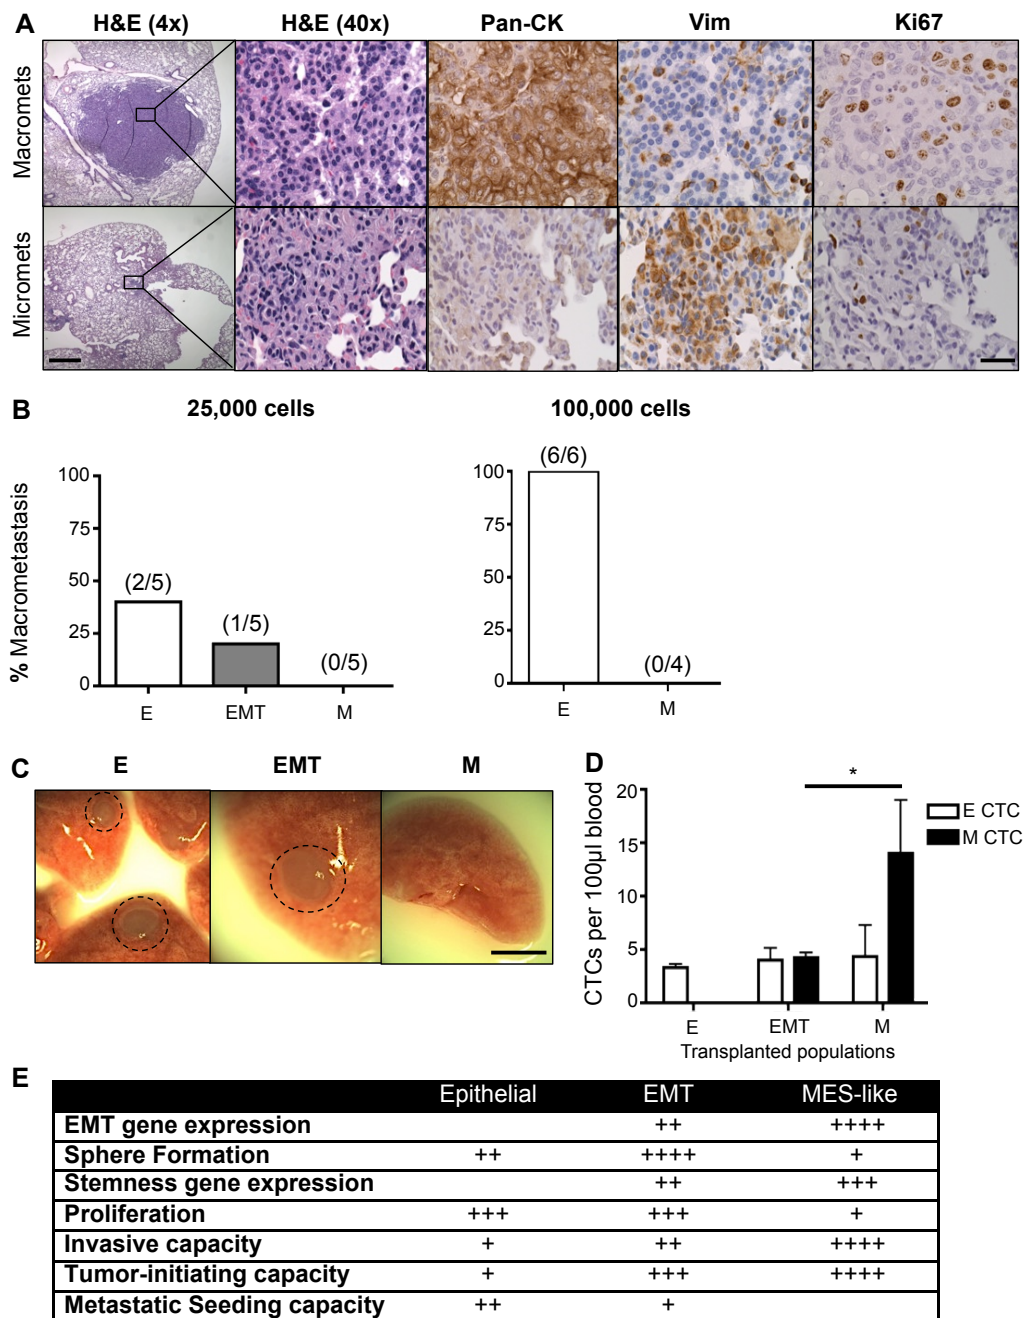 A
H&E (4x) H&E (40x) Pan-CK Vim Ki67
Macromets
Micromets
B
25,000 cells 100,000 cells
% Macrometastasis
100
75
50
25
0
(2/5)
(1/5)
(0/5)
E EMT M
100
75
50
25
0
(6/6)
(0/4)
E M
C
E EMT M
D
CTCs per 100µl blood
20
15
10
5
0
*
E CTC
M CTC
E EMT M
Transplanted populations
E
Epithelial EMT MES-like
EMT gene expression ++ ++++
Sphere Formation ++ ++++ +
Stemness gene expression ++ +++
Proliferation +++ +++ +
Invasive capacity + ++ ++++
Tumor-initiating capacity + +++ ++++
Metastatic Seeding capacity ++ +